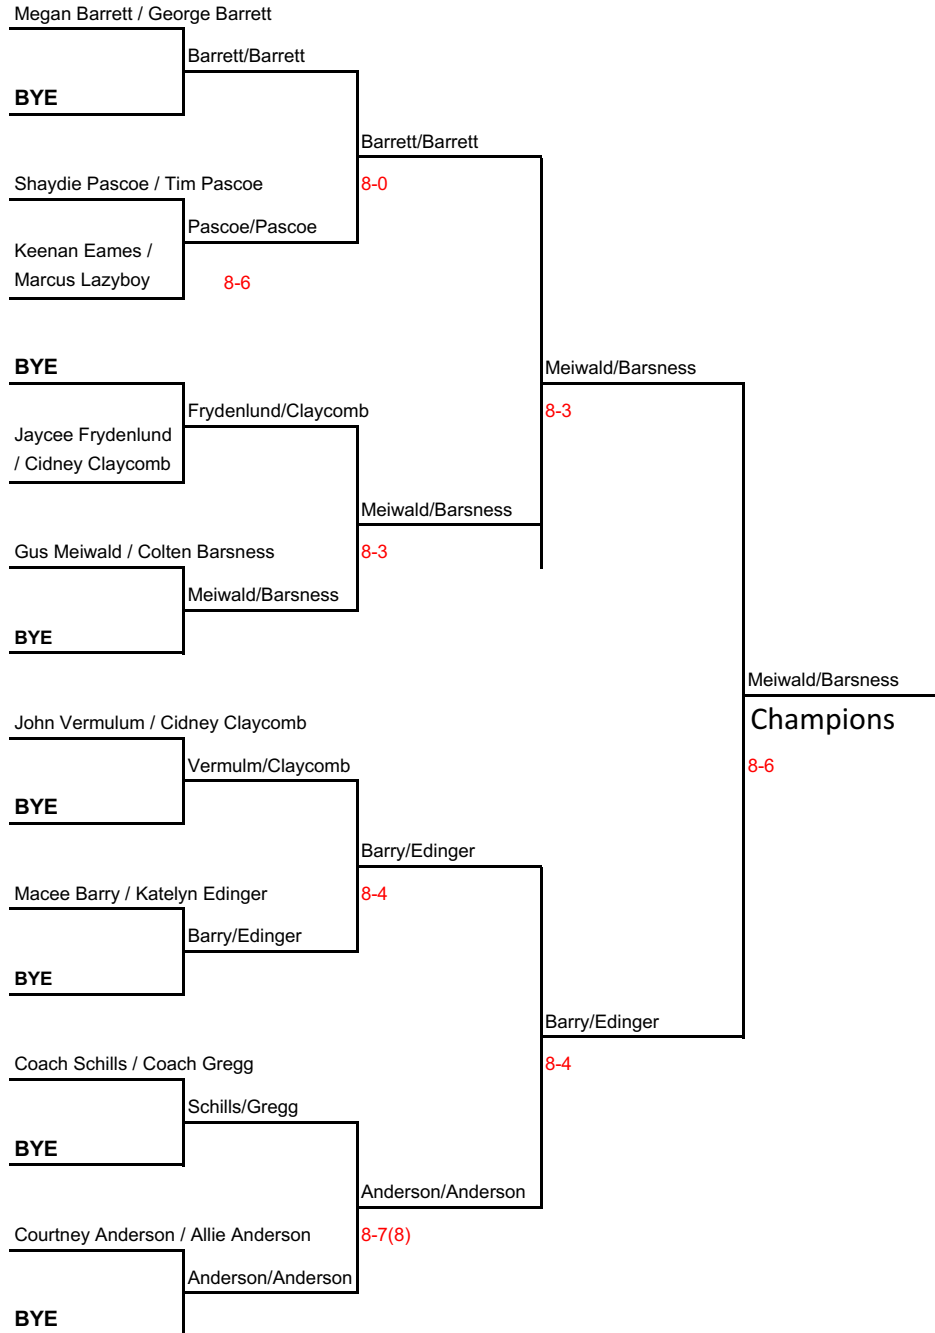 Megan Barrett / George Barrett
Barrett/Barrett
BYE
Barrett/Barrett
Shaydie Pascoe / Tim Pascoe
8-0
Pascoe/Pascoe
Keenan Eames /
Marcus Lazyboy
8-6
BYE
Meiwald/Barsness
Frydenlund/Claycomb
8-3
Jaycee Frydenlund
/ Cidney Claycomb
Meiwald/Barsness
Gus Meiwald / Colten Barsness
8-3
Meiwald/Barsness
BYE
Meiwald/Barsness
John Vermulum / Cidney Claycomb
Champions
Vermulm/Claycomb
8-6
BYE
Barry/Edinger
Macee Barry / Katelyn Edinger
8-4
Barry/Edinger
BYE
Barry/Edinger
Coach Schills / Coach Gregg
8-4
Schills/Gregg
BYE
Anderson/Anderson
Courtney Anderson / Allie Anderson
8-7(8)
Anderson/Anderson
BYE